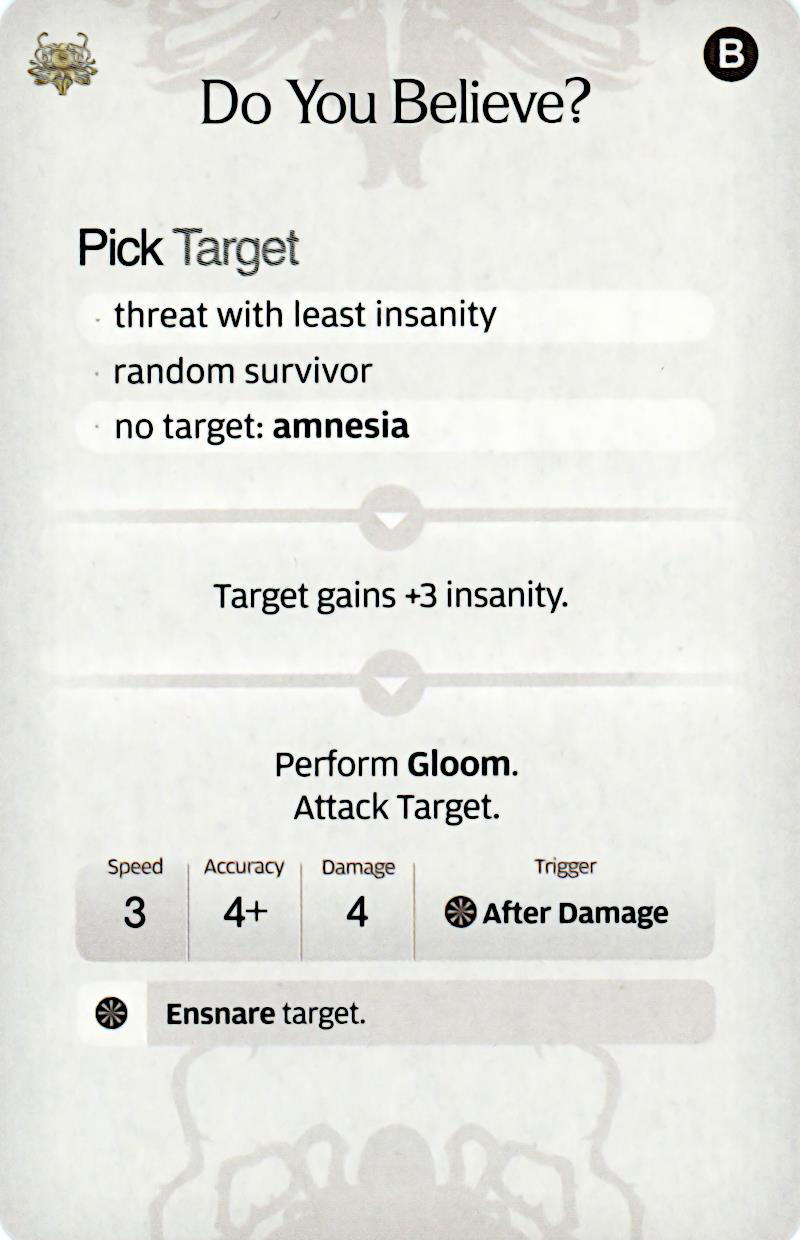 B
Do You Believe?
Pick Target
· threat with least insanity
· random survivor
· no target: amnesia
Target gains +3 insanity.
Perform Gloom.
Attack Target.
Speed Accuracy Damage Trigger
3 4+ 4 After Damage
Ensnare target.